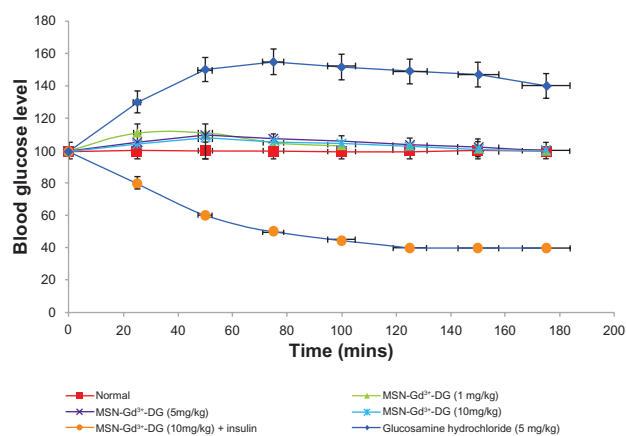 160
140
120
100
80
60
40
20
0
Blood glucose level
0 20 40 60 80 100 120 140 160 180 200
Time (mins)
Normal MSN-Gd³⁺-DG (1 mg/kg)
MSN-Gd³⁺-DG (5mg/kg) MSN-Gd³⁺-DG (10mg/kg)
MSN-Gd³⁺-DG (10mg/kg) + insulin Glucosamine hydrochloride (5 mg/kg)
180